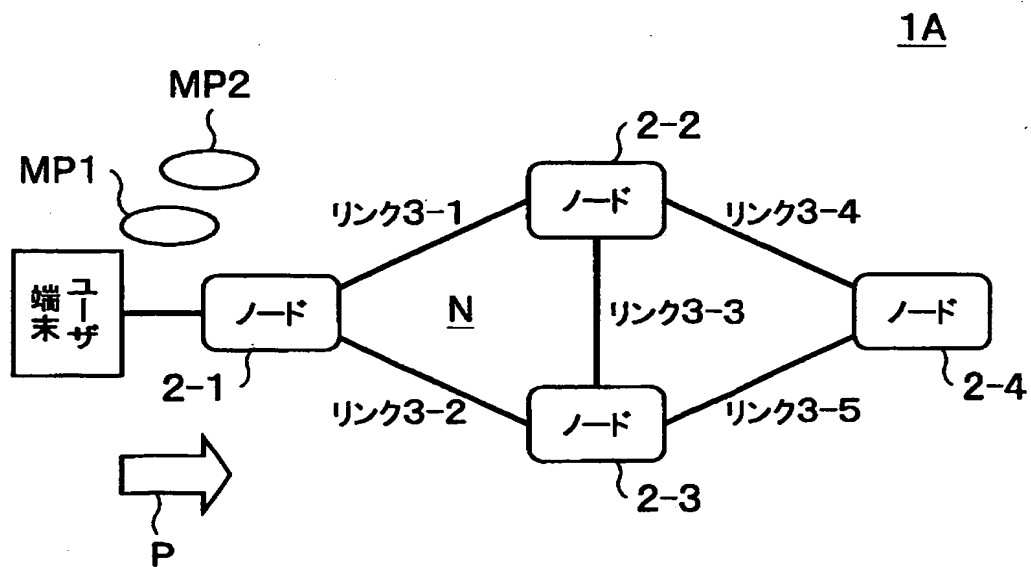 1A
MP2
MP1
2-2
ノード
リンク3-1
リンク3-4
ユーザ
端末
ノード
N
リンク3-3
ノード
2-1
2-4
リンク3-2
ノード
リンク3-5
2-3
P